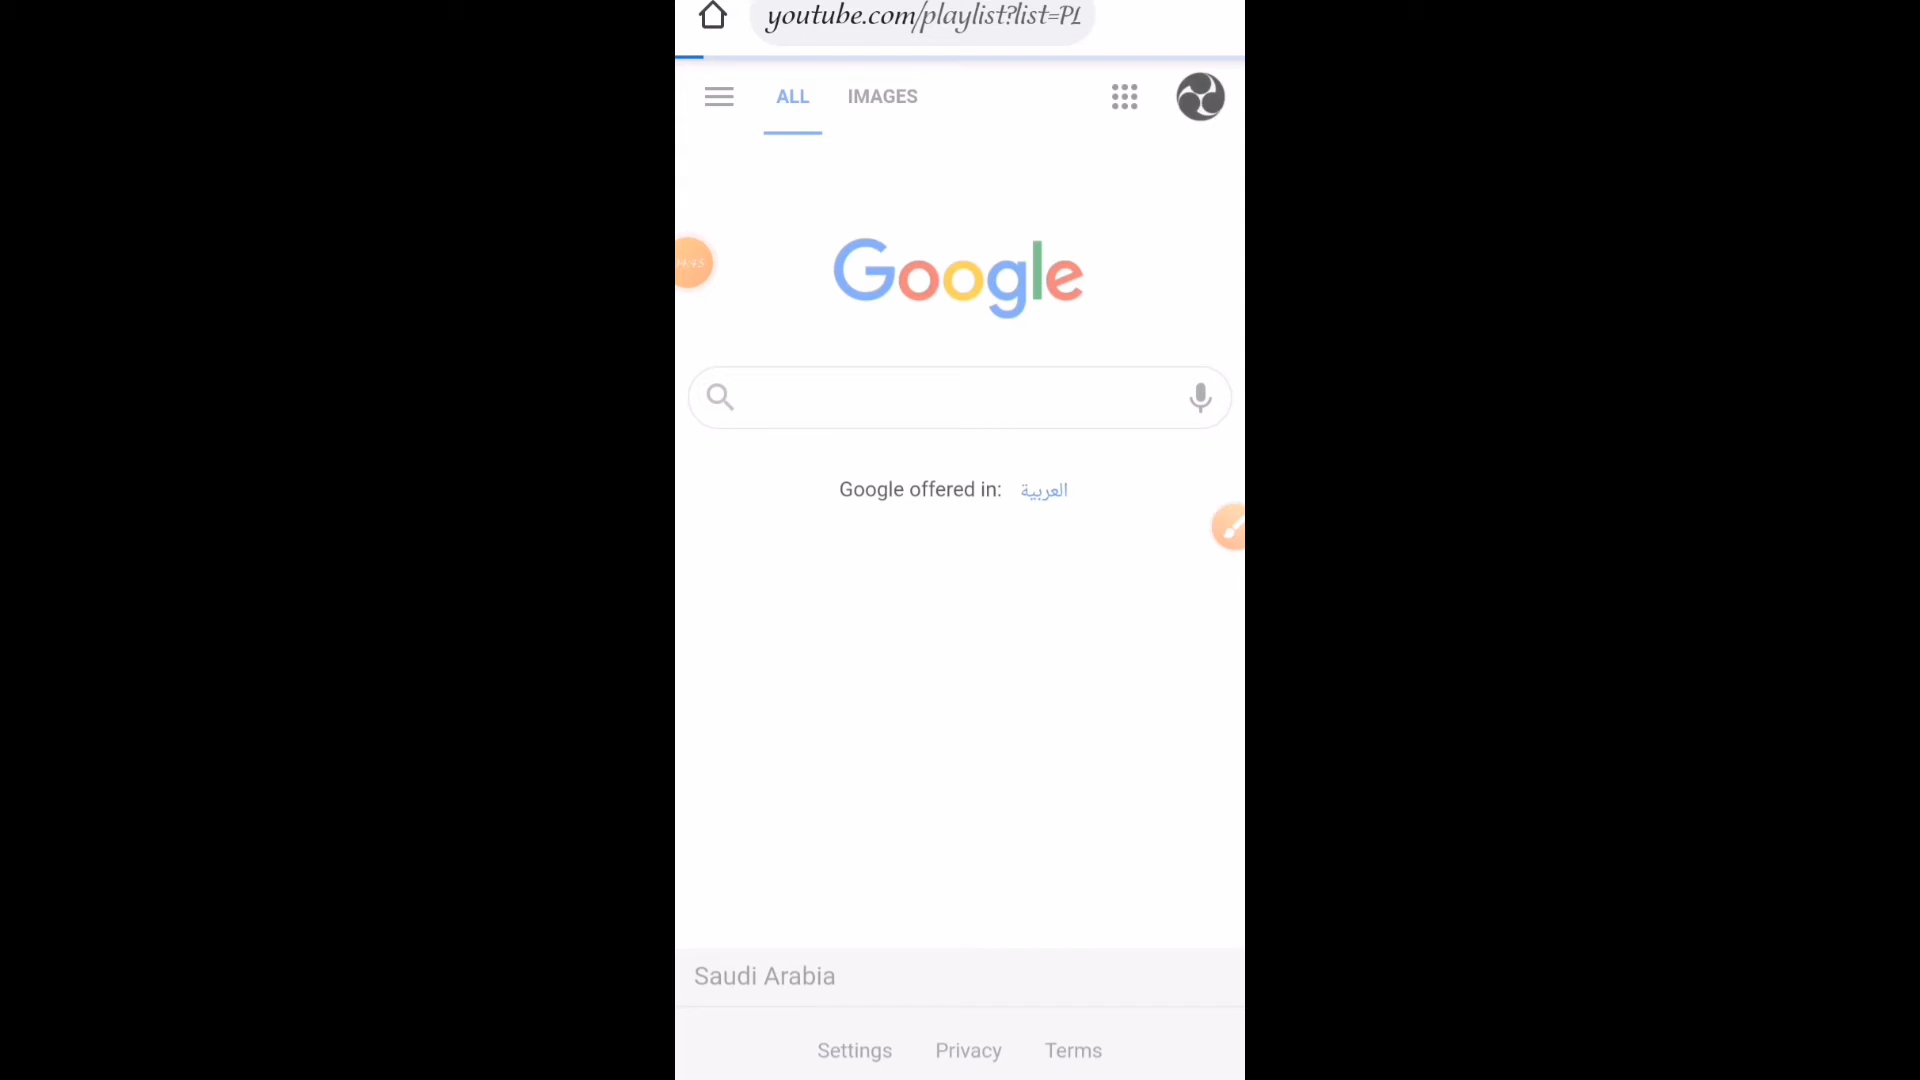 youtube.com/playlist?list=PL
ALL IMAGES
Google
Google offered in: العربية
Saudi Arabia
Settings Privacy Terms